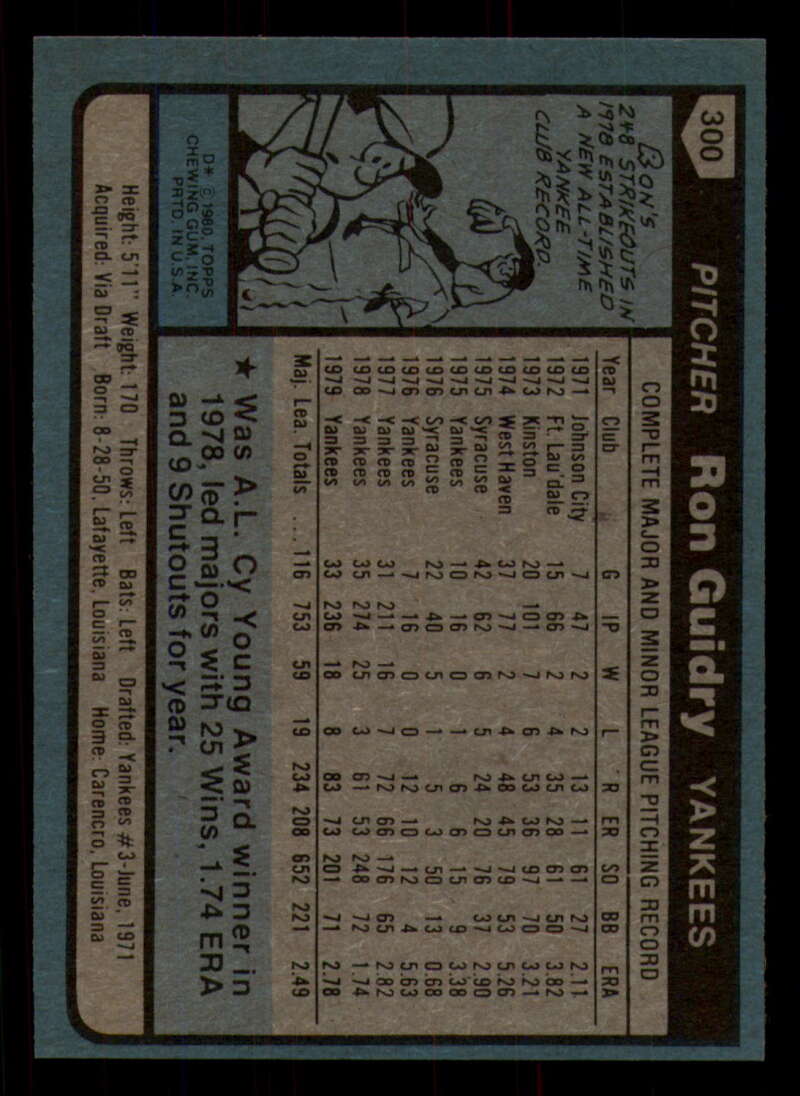 300
PITCHER Ron Guidry YANKEES
RON'S
248 STRIKEOUTS IN
1978 ESTABLISHED
A NEW ALL-TIME
YANKEE
CLUB RECORD.
D* © 1980 TOPPS
CHEWING GUM, INC.
PRTD. IN U.S.A.
COMPLETE MAJOR AND MINOR LEAGUE PITCHING RECORD
Year Club G IP W L R ER SO BB ERA
1971 Johnson City 7 47 2 2 13 11 61 27 2.11
1972 Ft. Lau'dale 15 66 2 4 35 28 61 50 3.82
1973 Kinston 20 101 7 6 53 36 97 70 3.21
1974 West Haven 37 77 2 4 48 45 79 53 5.26
1975 Syracuse 42 62 6 5 24 20 76 37 2.90
1975 Yankees 10 16 0 1 6 6 15 9 3.38
1976 Syracuse 22 40 5 1 5 3 50 13 0.68
1976 Yankees 7 16 0 0 12 10 12 4 5.63
1977 Yankees 31 211 16 7 72 66 176 65 2.82
1978 Yankees 35 274 25 3 61 53 248 72 1.74
1979 Yankees 33 236 18 8 83 73 201 71 2.78
Maj. Lea. Totals .... 116 753 59 19 234 208 652 221 2.49
★ Was A.L. Cy Young Award winner in
1978, led majors with 25 Wins, 1.74 ERA
and 9 Shutouts for year.
Height: 5'11" Weight: 170 Throws: Left Bats: Left Drafted: Yankees #3-June, 1971
Acquired: Via Draft Born: 8-28-50, Lafayette, Louisiana Home: Carencro, Louisiana